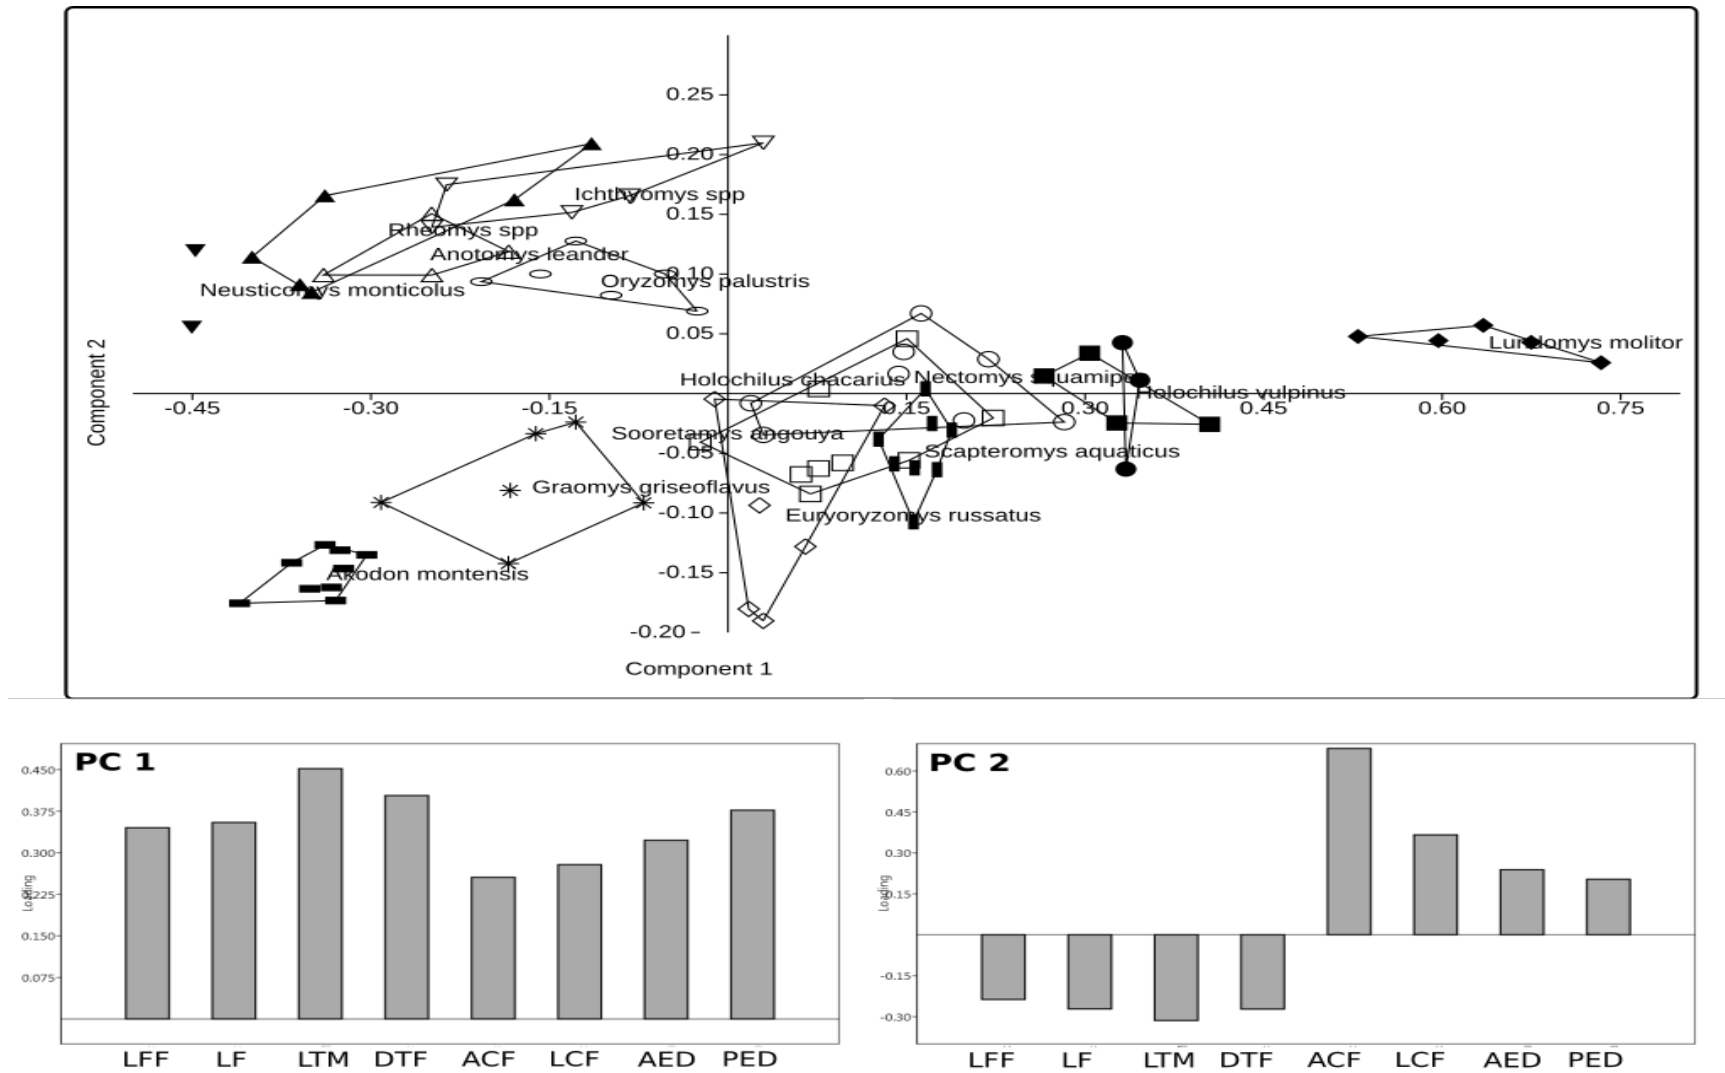 0.25
0.20
Ichthyomys spp
0.15
Rheomys spp
Anotomys leander
0.10
Oryzomys palustris
Neusticomys monticolus
0.05
Lundomys molitor
Component 2
Holochilus chacarius
Nectomys squamipes
Holochilus vulpinus
-0.45 -0.30 -0.15 0.15 0.30 0.45 0.60 0.75
Sooretamys angouya
-0.05
Scapteromys aquaticus
Graomys griseoflavus
-0.10
Euryoryzomys russatus
-0.15
Akodon montensis
-0.20
Component 1
PC 1
0.450
0.375
0.300
0.225
0.150
0.075
Loading
LFF LF LTM DTF ACF LCF AED PED
PC 2
0.60
0.45
0.30
0.15
-0.15
-0.30
Loading
LFF LF LTM DTF ACF LCF AED PED